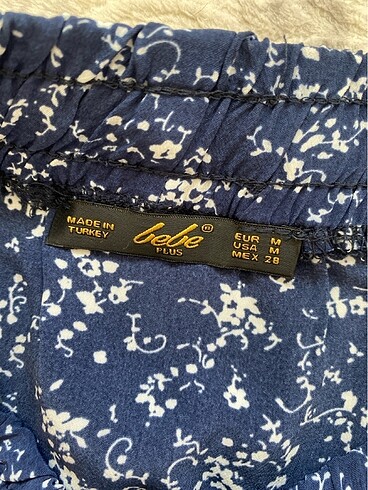 MADE IN
TURKEY
bebe ®
PLUS
EUR M
USA M
MEX 28